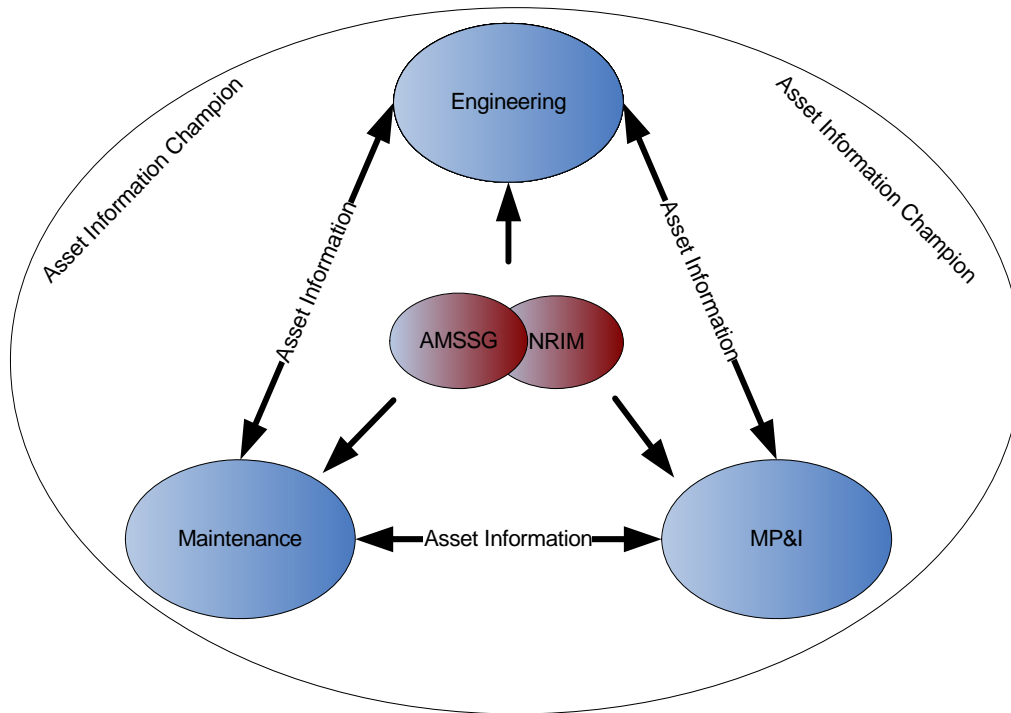 Engineering
Asset Information Champion
Asset Information Champion
Asset Information
Asset Information
AMSSG
NRIM
Maintenance
Asset Information
MP&I